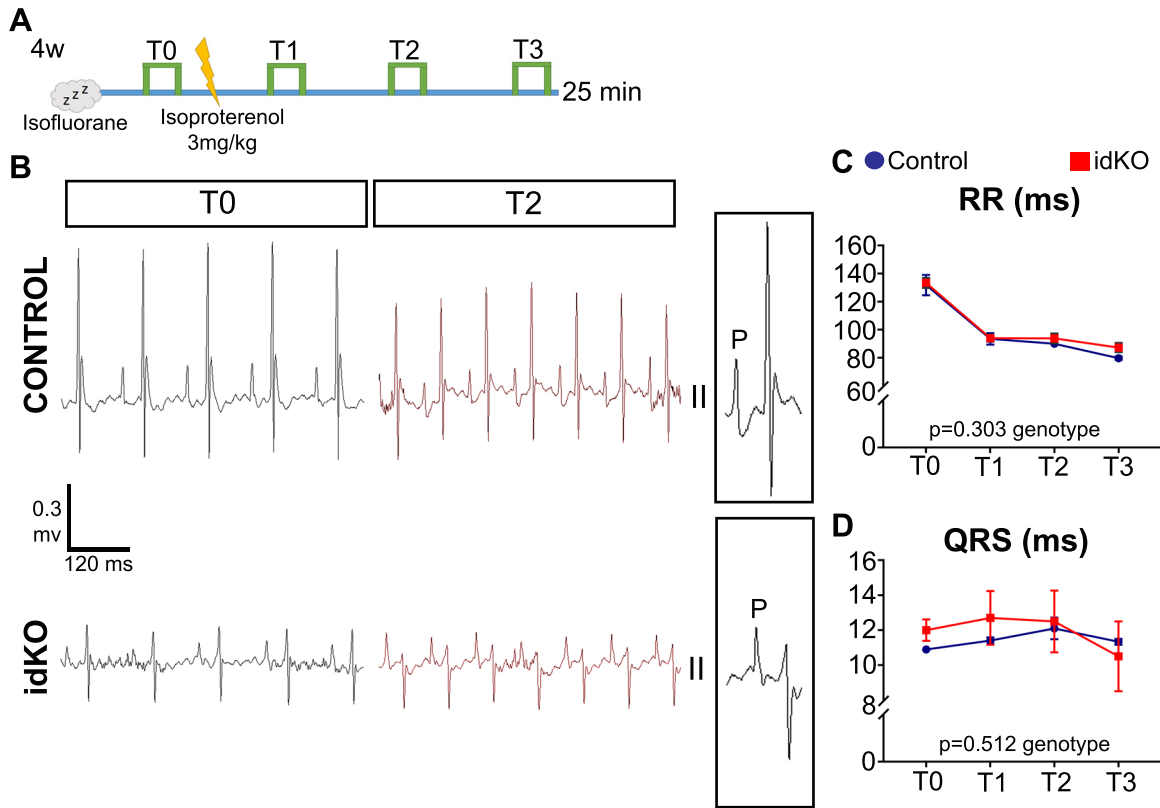 A
4w
T0
T1
T2
T3
z z z
25 min
Isofluorane
Isoproterenol
3mg/kg
B
T0
T2
CONTROL
P
II
0.3
mv
120 ms
idKO
P
II
C
Control
idKO
RR (ms)
160
140
120
100
80
60
0
p=0.303 genotype
T0
T1
T2
T3
D
QRS (ms)
16
14
12
10
8
0
p=0.512 genotype
T0
T1
T2
T3